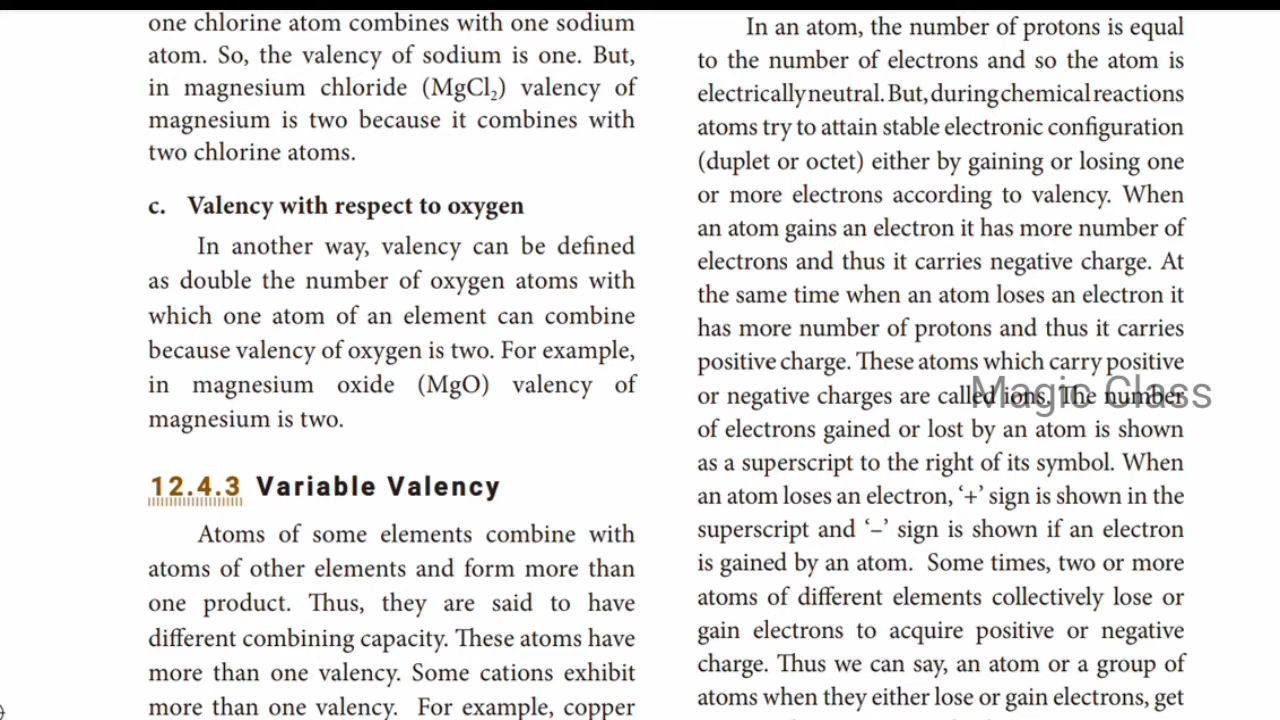 one chlorine atom combines with one sodium
atom. So, the valency of sodium is one. But,
in magnesium chloride (MgCl₂) valency of
magnesium is two because it combines with
two chlorine atoms.
c. Valency with respect to oxygen
In another way, valency can be defined
as double the number of oxygen atoms with
which one atom of an element can combine
because valency of oxygen is two. For example,
in magnesium oxide (MgO) valency of
magnesium is two.
12.4.3 Variable Valency
Atoms of some elements combine with
atoms of other elements and form more than
one product. Thus, they are said to have
different combining capacity. These atoms have
more than one valency. Some cations exhibit
more than one valency. For example, copper
In an atom, the number of protons is equal
to the number of electrons and so the atom is
electrically neutral. But, during chemical reactions
atoms try to attain stable electronic configuration
(duplet or octet) either by gaining or losing one
or more electrons according to valency. When
an atom gains an electron it has more number of
electrons and thus it carries negative charge. At
the same time when an atom loses an electron it
has more number of protons and thus it carries
positive charge. These atoms which carry positive
or negative charges are called ions. The number
of electrons gained or lost by an atom is shown
as a superscript to the right of its symbol. When
an atom loses an electron, ‘+’ sign is shown in the
superscript and ‘–’ sign is shown if an electron
is gained by an atom. Some times, two or more
atoms of different elements collectively lose or
gain electrons to acquire positive or negative
charge. Thus we can say, an atom or a group of
atoms when they either lose or gain electrons, get
Magic Class